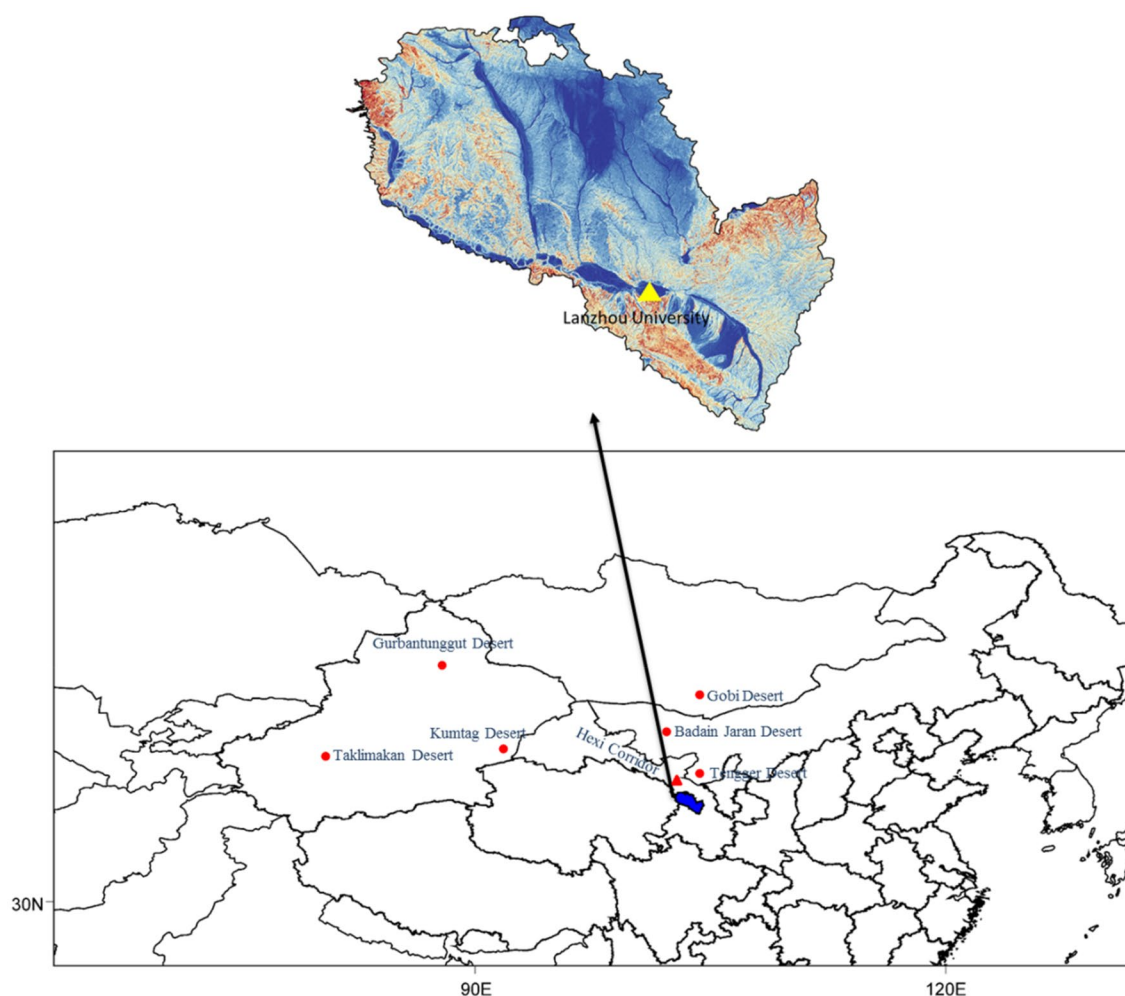 Lanzhou University
Gurbantunggut Desert
Gobi Desert
Kumtag Desert
Hexi Corridor
Badain Jaran Desert
Taklimakan Desert
Tengger Desert
30N
90E
120E